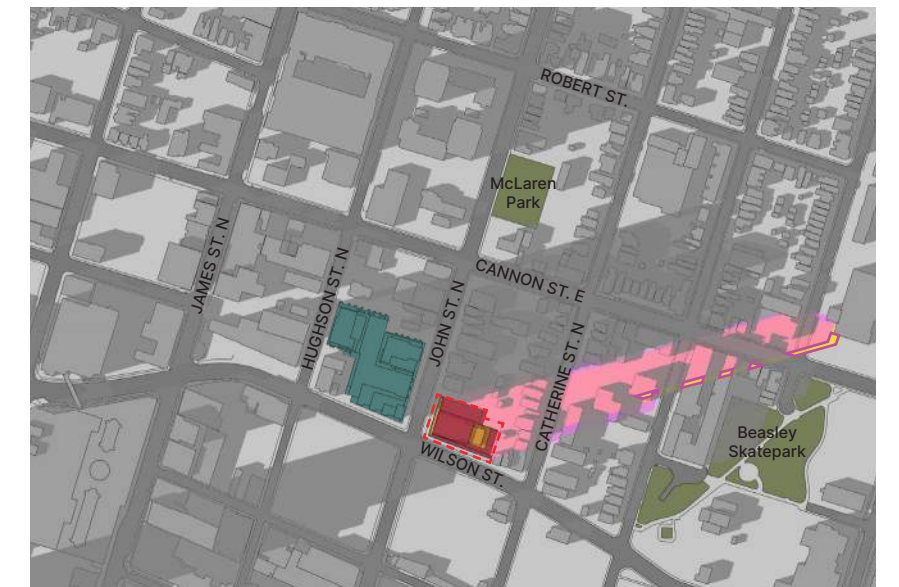 ROBERT ST.
McLaren
Park
CANNON ST. E
JAMES ST. N
HUGHSON ST. N
JOHN ST. N
CATHERINE ST. N
Beasley
Skatepark
WILSON ST.